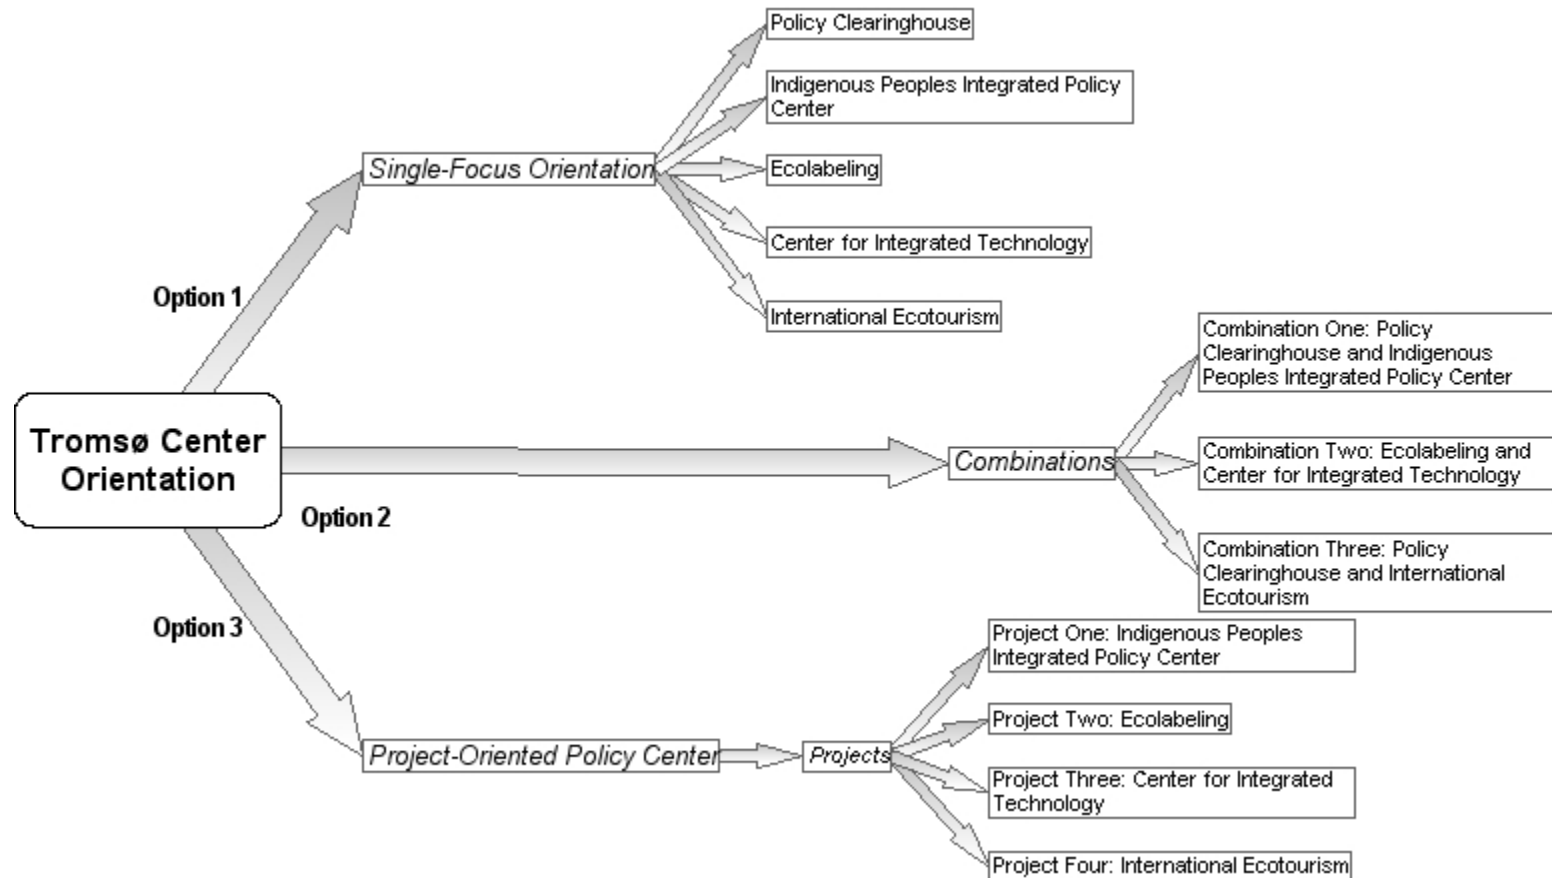 Policy Clearinghouse
Indigenous Peoples Integrated Policy
Center
Single-Focus Orientation
Ecolabeling
Center for Integrated Technology
Option 1
International Ecotourism
Combination One: Policy
Clearinghouse and Indigenous
Peoples Integrated Policy Center
Tromsø Center
Orientation
Combinations
Combination Two: Ecolabeling and
Center for Integrated Technology
Option 2
Combination Three: Policy
Clearinghouse and International
Ecotourism
Option 3
Project One: Indigenous Peoples
Integrated Policy Center
Project Two: Ecolabeling
Project-Oriented Policy Center
Projects
Project Three: Center for Integrated
Technology
Project Four: International Ecotourism